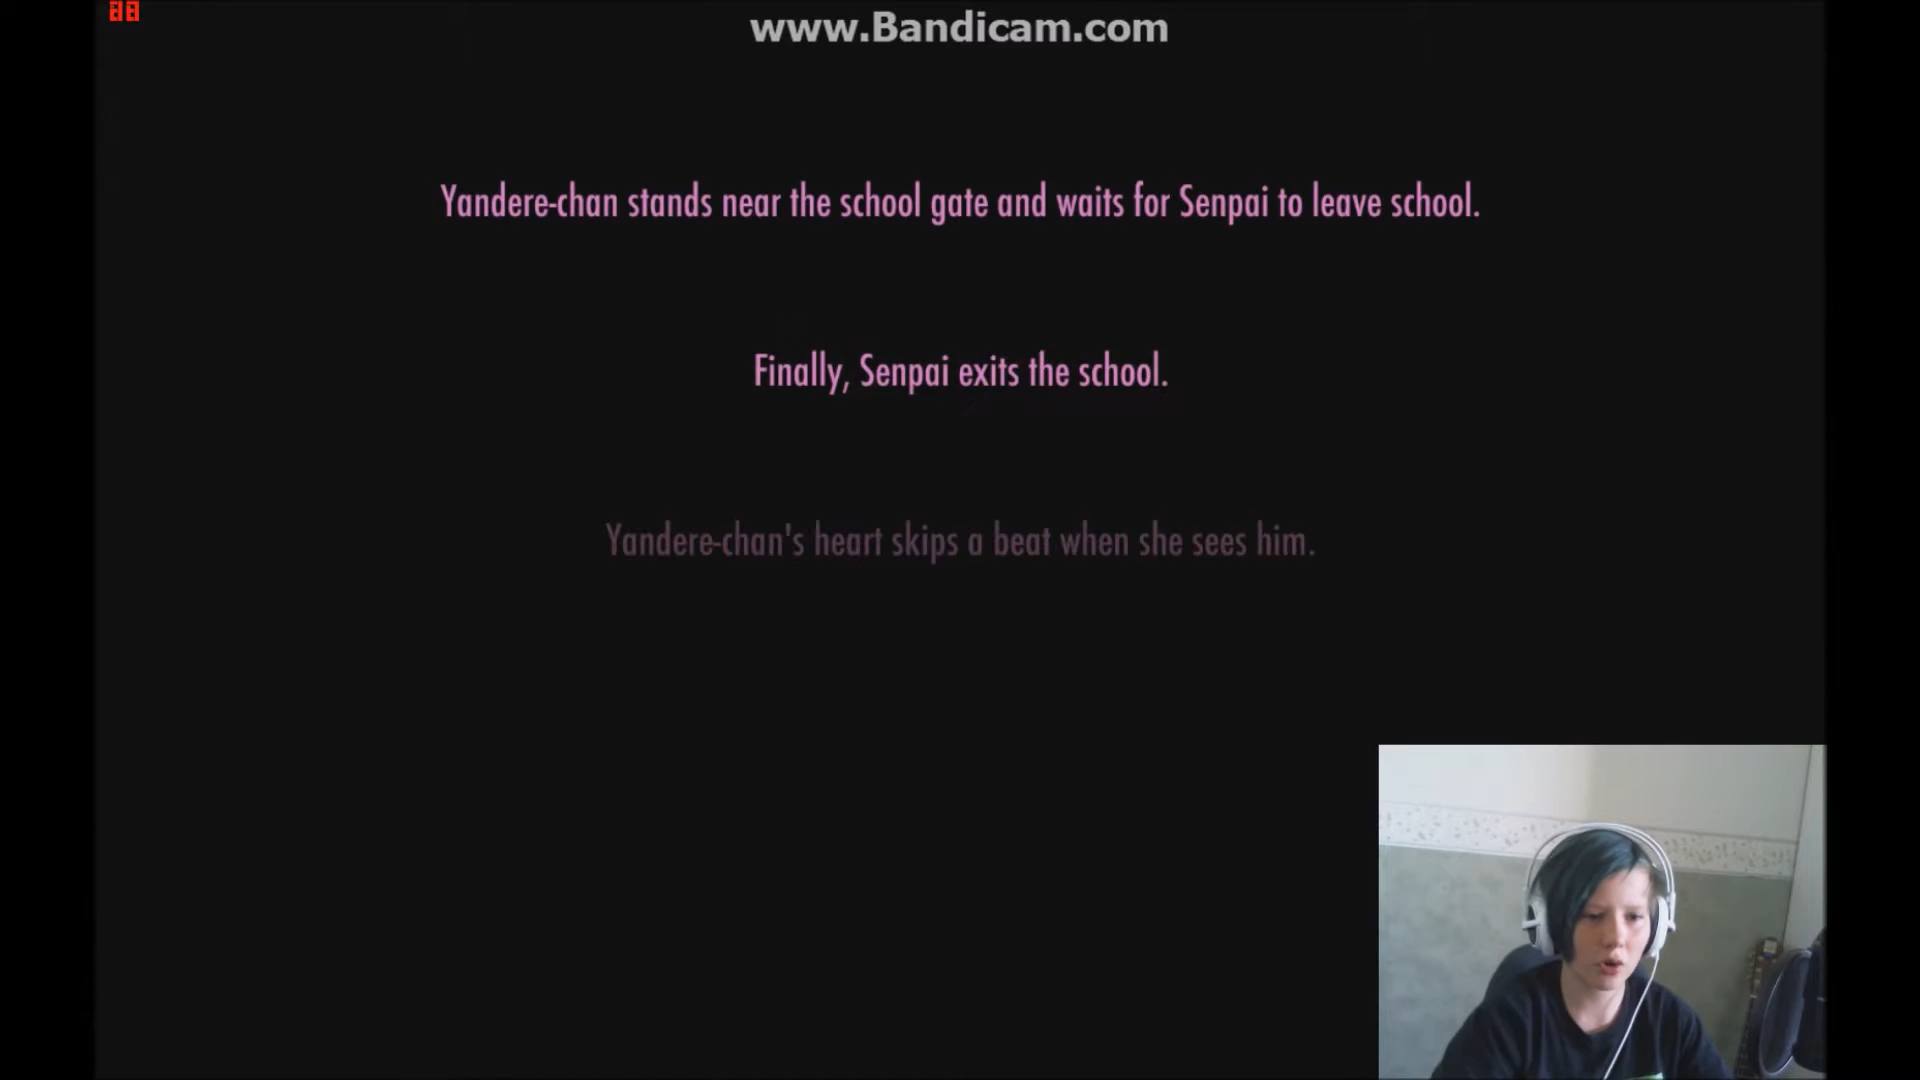 www.Bandicam.com
Yandere-chan stands near the school gate and waits for Senpai to leave school.
Finally, Senpai exits the school.
Yandere-chan's heart skips a beat when she sees him.